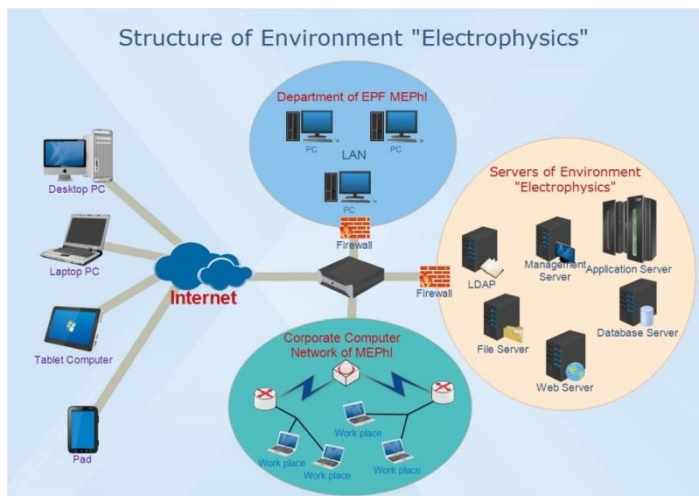 Structure of Environment "Electrophysics"
Department of EPF MEPhI
PC
PC
LAN
PC
Firewall
Desktop PC
Laptop PC
Tablet Computer
Pad
Internet
Firewall
Servers of Environment
"Electrophysics"
LDAP
Management
Server
Application Server
File Server
Web Server
Database Server
Corporate Computer
Network of MEPhI
Work place
Work place
Work place
Work place